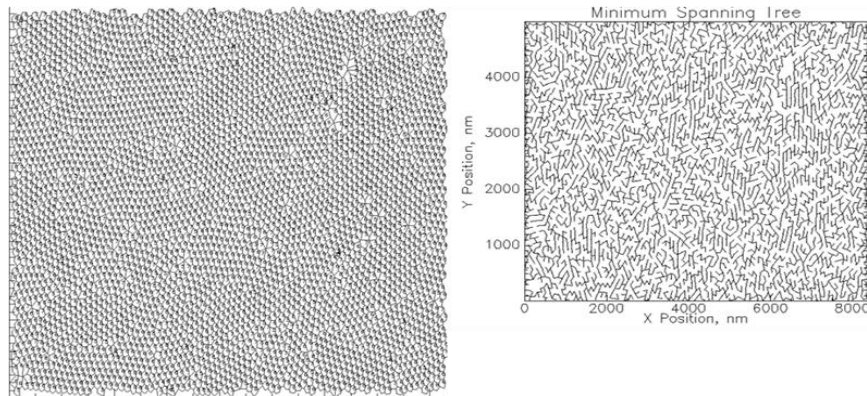 Minimum Spanning Tree
4000
3000
2000
1000
Y Position, nm
0 2000 4000 6000 8000
X Position, nm